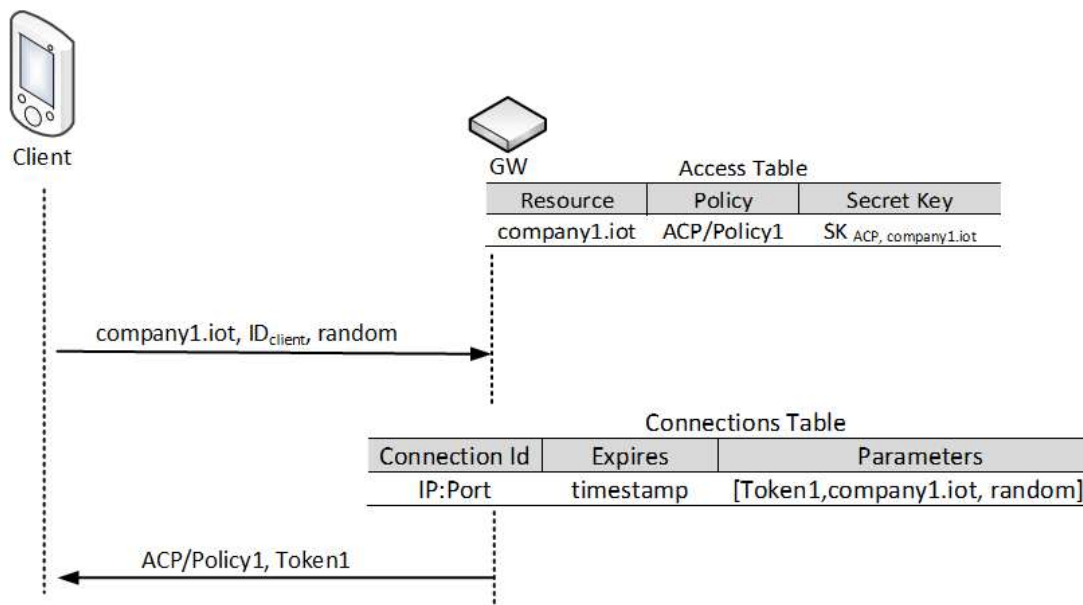 Client
GW
Access Table
Resource Policy Secret Key
company1.iot ACP/Policy1 SK ACP, company1.iot
company1.iot, IDclient, random
Connections Table
Connection Id Expires Parameters
IP:Port timestamp [Token1,company1.iot, random]
ACP/Policy1, Token1